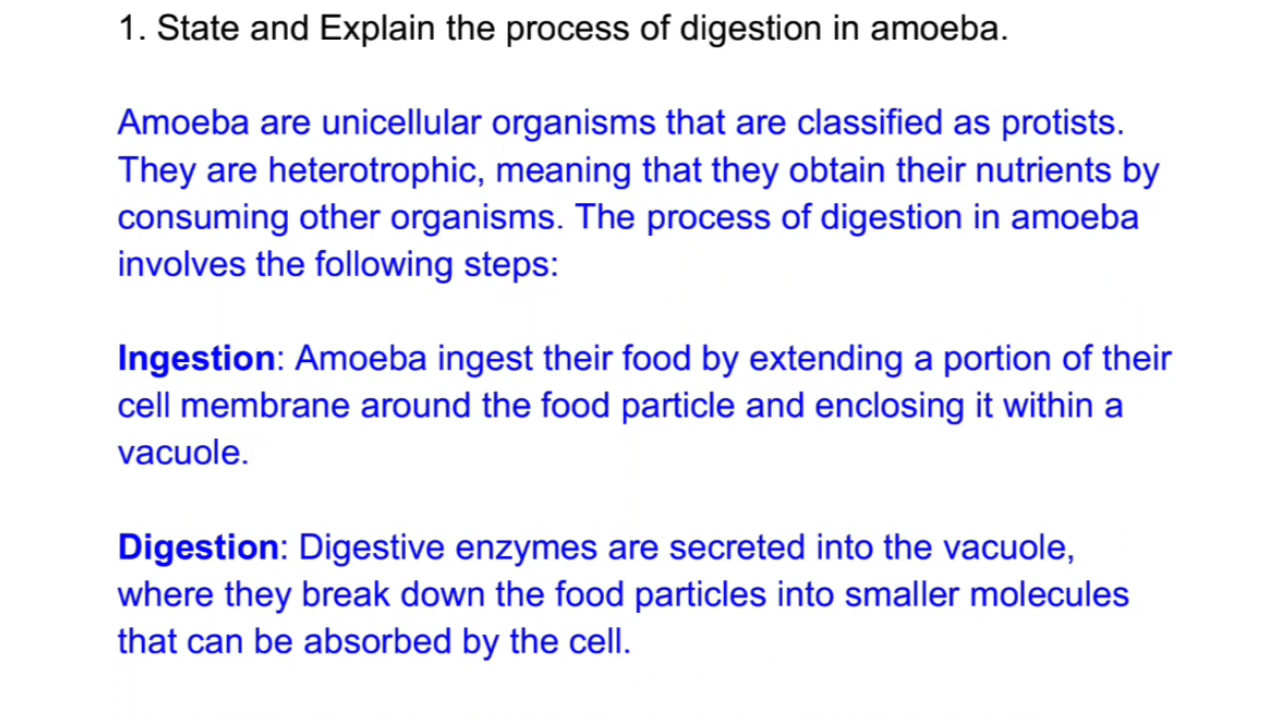 1. State and Explain the process of digestion in amoeba.
Amoeba are unicellular organisms that are classified as protists.
They are heterotrophic, meaning that they obtain their nutrients by
consuming other organisms. The process of digestion in amoeba
involves the following steps:
Ingestion: Amoeba ingest their food by extending a portion of their
cell membrane around the food particle and enclosing it within a
vacuole.
Digestion: Digestive enzymes are secreted into the vacuole,
where they break down the food particles into smaller molecules
that can be absorbed by the cell.